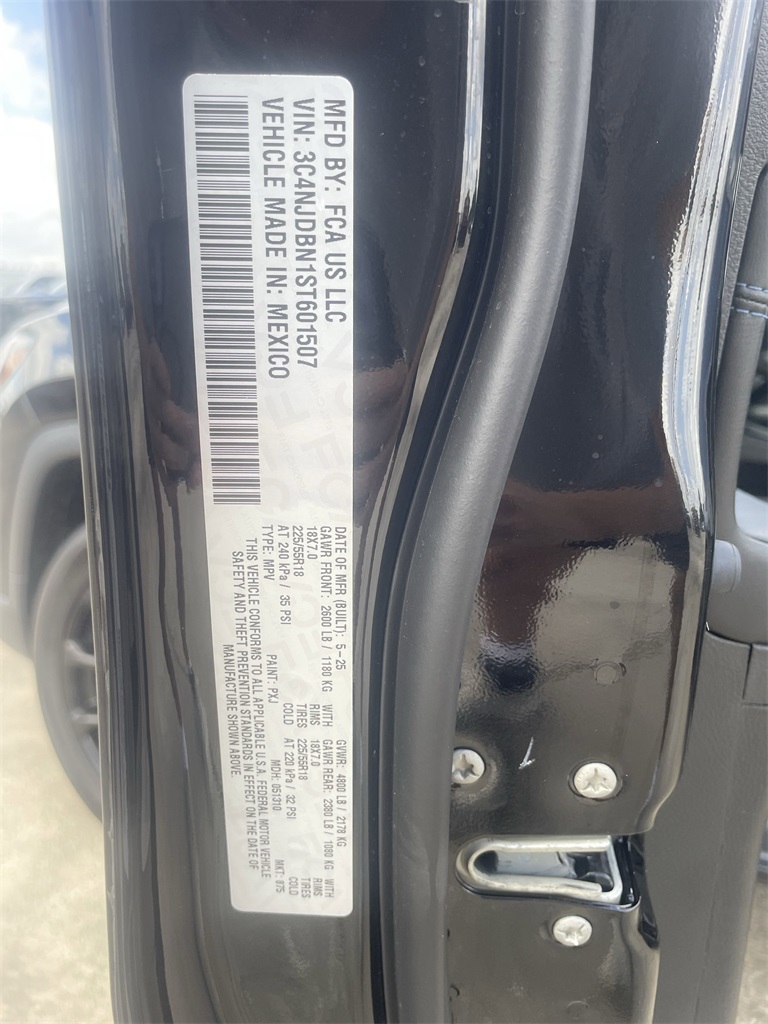 MFD BY: FCA US LLC
VIN: 3C4NJDBN1ST601507
VEHICLE MADE IN: MEXICO
DATE OF MFR (BUILT): 5-25 GVWR: 4800 LB / 2178 KG
GAWR FRONT: 2600 LB / 1180 KG WITH GAWR REAR: 2380 LB / 1080 KG WITH
18X7.0 RIMS 18X7.0 RIMS
225/55R18 TIRES 225/55R18 TIRES
AT 240 kPa / 35 PSI COLD AT 220 kPa / 32 PSI COLD
TYPE: MPV PAINT: PXJ MDH: 051310 MKT: 875
THIS VEHICLE CONFORMS TO ALL APPLICABLE U.S.A. FEDERAL MOTOR VEHICLE
SAFETY AND THEFT PREVENTION STANDARDS IN EFFECT ON THE DATE OF
MANUFACTURE SHOWN ABOVE.